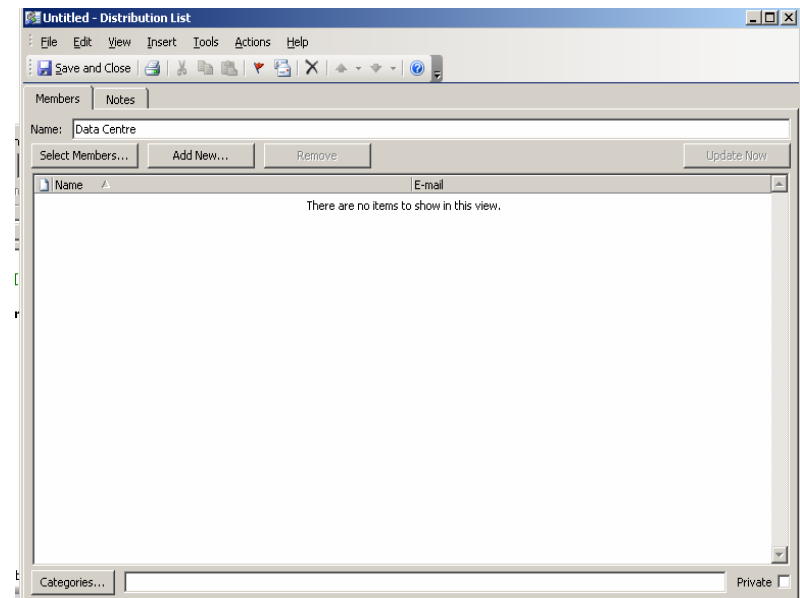 Untitled - Distribution List
File Edit View Insert Tools Actions Help
Save and Close
Members Notes
Name: Data Centre
Select Members... Add New... Remove Update Now
Name E-mail
There are no items to show in this view.
Categories... Private